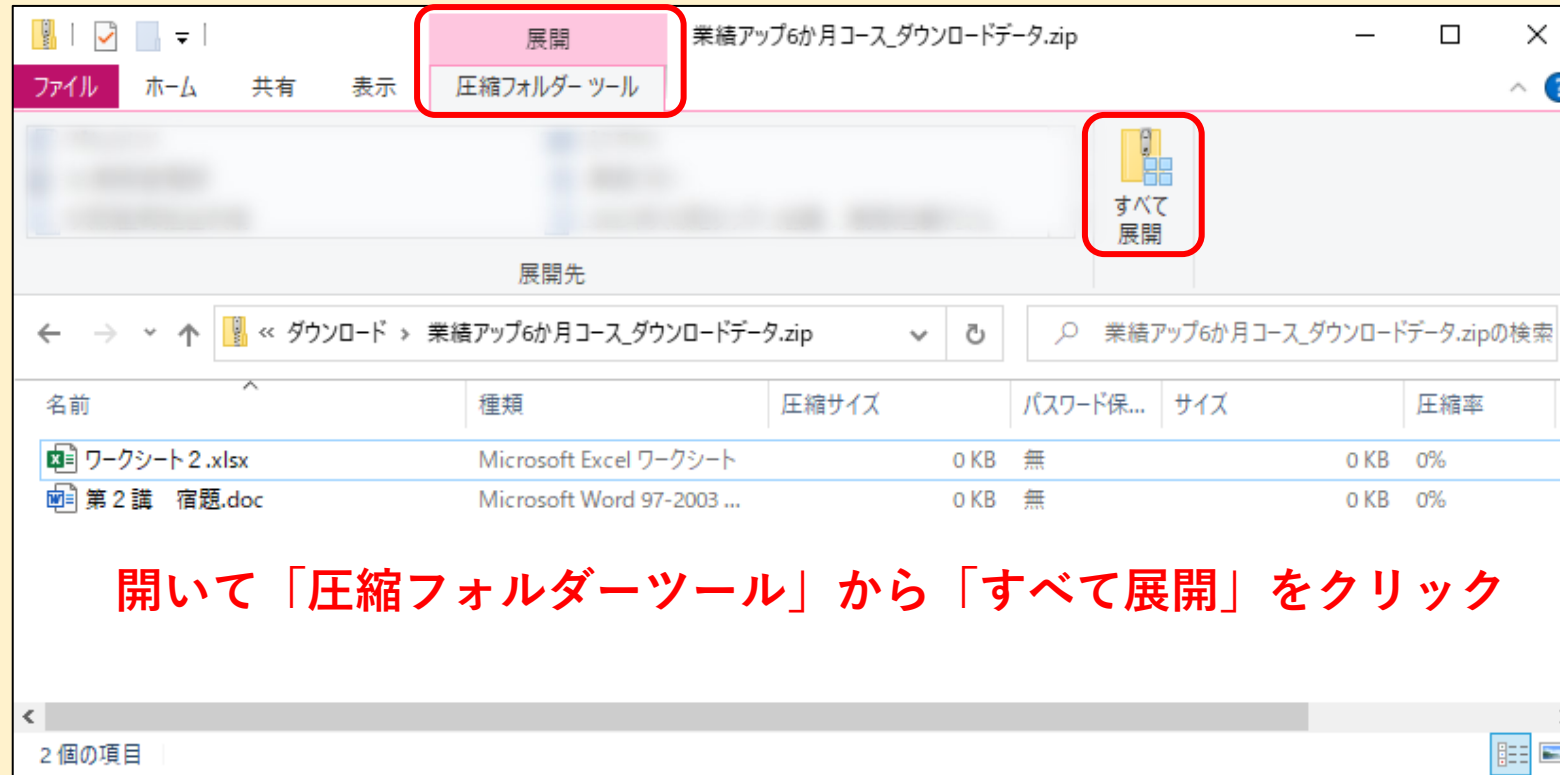 展開 業績アップ6か月コース_ダウンロードデータ.zip
ファイル ホーム 共有 表示 圧縮フォルダー ツール
すべて
展開
展開先
« ダウンロード › 業績アップ6か月コース_ダウンロードデータ.zip 業績アップ6か月コース_ダウンロードデータ.zipの検索
名前 種類 圧縮サイズ パスワード保... サイズ 圧縮率
ワークシート２.xlsx Microsoft Excel ワークシート 0 KB 無 0 KB 0%
第２講　宿題.doc Microsoft Word 97-2003 ... 0 KB 無 0 KB 0%
開いて「圧縮フォルダーツール」から「すべて展開」をクリック
2 個の項目